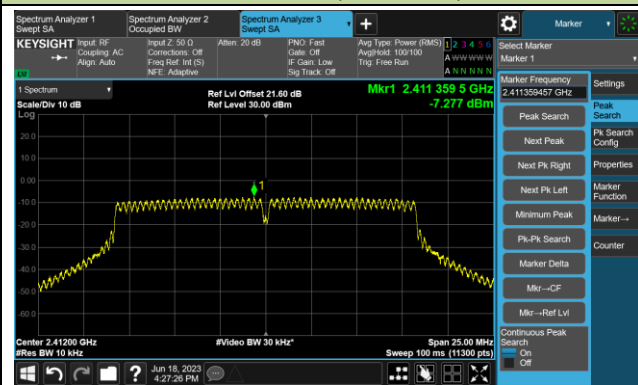 Spectrum Analyzer 1
Swept SA
Spectrum Analyzer 2
Occupied BW
Spectrum Analyzer 3
Swept SA
Marker
KEYSIGHT
Input: RF
Coupling: AC
Align: Auto
Input Z: 50 Ω
Corrections: Off
Freq Ref: Int (S)
NFE: Adaptive
Atten: 20 dB
PNO: Fast
Gate: Off
IF Gain: Low
Sig Track: Off
Avg Type: Power (RMS)
Avg|Hold: 100/100
Trig: Free Run
1 2 3 4 5 6
A W W W W W
A N N N N N
Select Marker
Marker 1
1 Spectrum
Scale/Div 10 dB
Log
Ref Lvl Offset 21.60 dB
Ref Level 30.00 dBm
Mkr1 2.411 359 5 GHz
-7.277 dBm
20.0
10.0
0.00
-10.0
-20.0
-30.0
-40.0
-50.0
-60.0
1
Center 2.41200 GHz
#Res BW 10 kHz
#Video BW 30 kHz*
Span 25.00 MHz
Sweep 100 ms (11300 pts)
Marker Frequency
2.411359457 GHz
Peak Search
Next Peak
Next Pk Right
Next Pk Left
Minimum Peak
Pk-Pk Search
Marker Delta
Mkr→CF
Mkr→Ref Lvl
Continuous Peak
Search
On
Off
Settings
Peak
Search
Pk Search
Config
Properties
Marker
Function
Marker→
Counter
Jun 18, 2023
4:27:26 PM